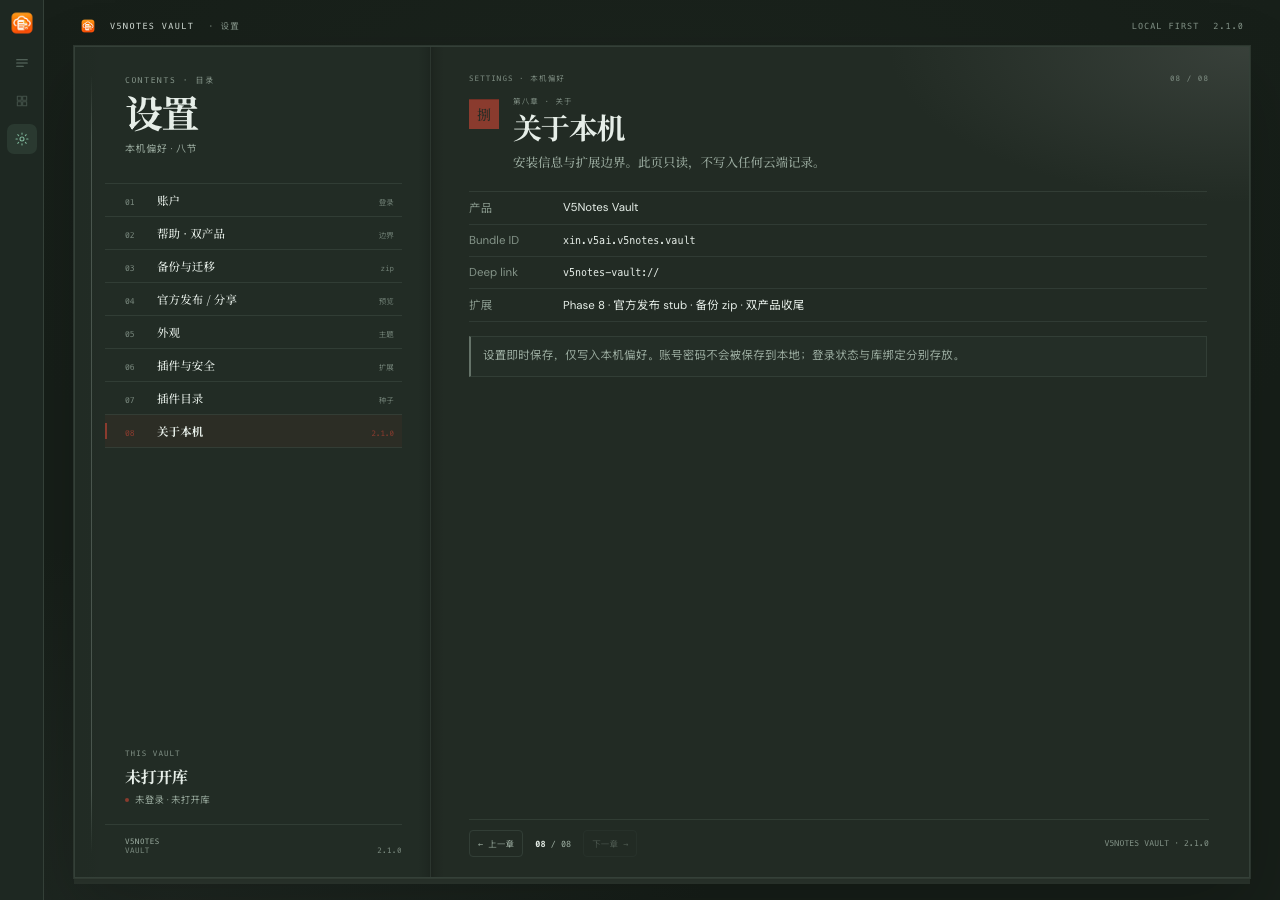 V5NOTES VAULT · 设置
LOCAL FIRST 2.1.0
CONTENTS · 目录
设置
本机偏好 · 八节
01 账户 登录
02 帮助 · 双产品 边界
03 备份与迁移 zip
04 官方发布 / 分享 预览
05 外观 主题
06 插件与安全 扩展
07 插件目录 种子
08 关于本机 2.1.0
THIS VAULT
未打开库
未登录 · 未打开库
V5NOTES
VAULT
2.1.0
SETTINGS · 本机偏好
08 / 08
捌
第八章 · 关于
关于本机
安装信息与扩展边界。此页只读，不写入任何云端记录。
产品 V5Notes Vault
Bundle ID xin.v5ai.v5notes.vault
Deep link v5notes-vault://
扩展 Phase 8 · 官方发布 stub · 备份 zip · 双产品收尾
设置即时保存，仅写入本机偏好。账号密码不会被保存到本地；登录状态与库绑定分别存放。
← 上一章 08 / 08 下一章 →
V5NOTES VAULT · 2.1.0